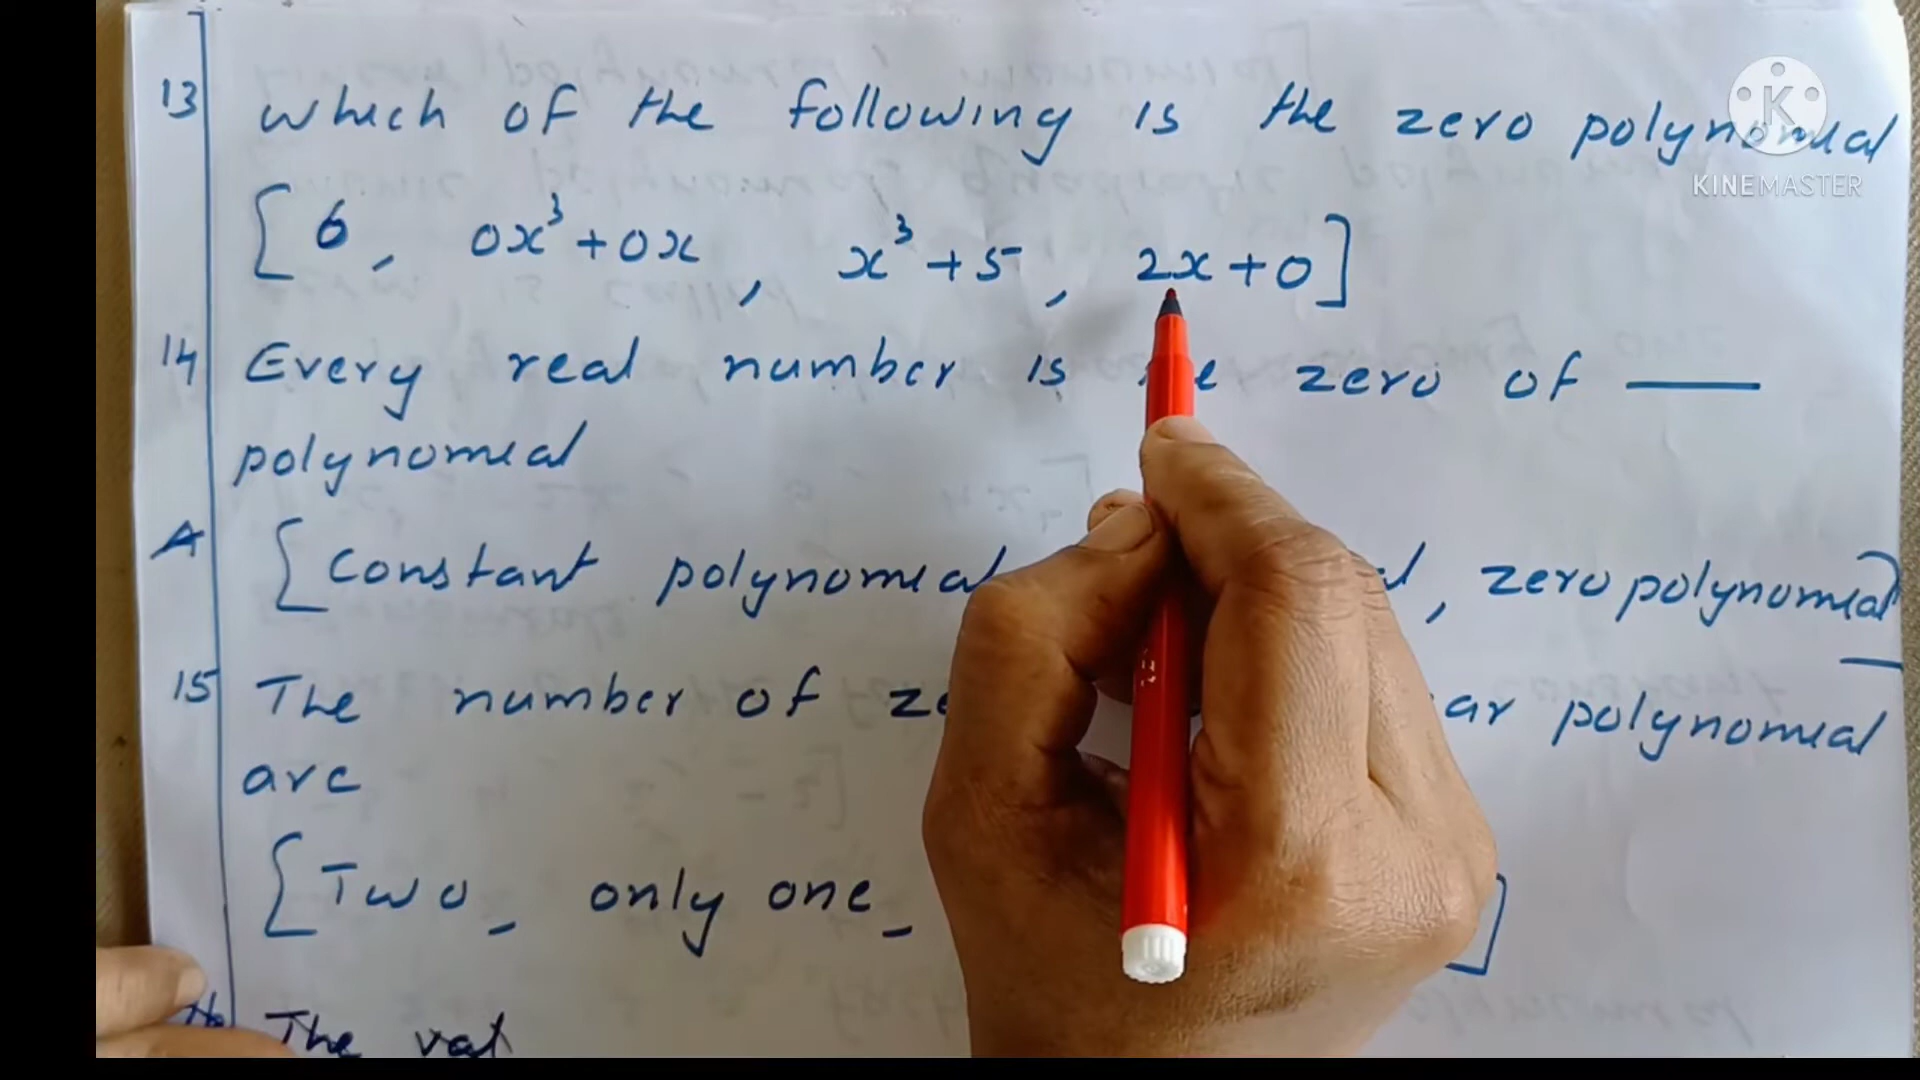 13 Which of the following is the zero polynomial
KINEMASTER
[6, 0x³+0x, x³+5, 2x+0]
14 Every real number is zero of ——
polynomial
A [Constant polynomial , zero polynomial]
15 The number of polynomial
are
[Two, only one, ]
The val